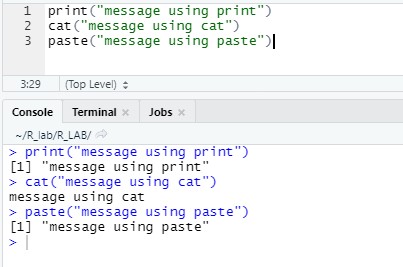 1 print("message using print")
2 cat("message using cat")
3 paste("message using paste")
3:29 (Top Level)
Console Terminal Jobs
~/R_lab/R_LAB/
> print("message using print")
[1] "message using print"
> cat("message using cat")
message using cat
> paste("message using paste")
[1] "message using paste"
>